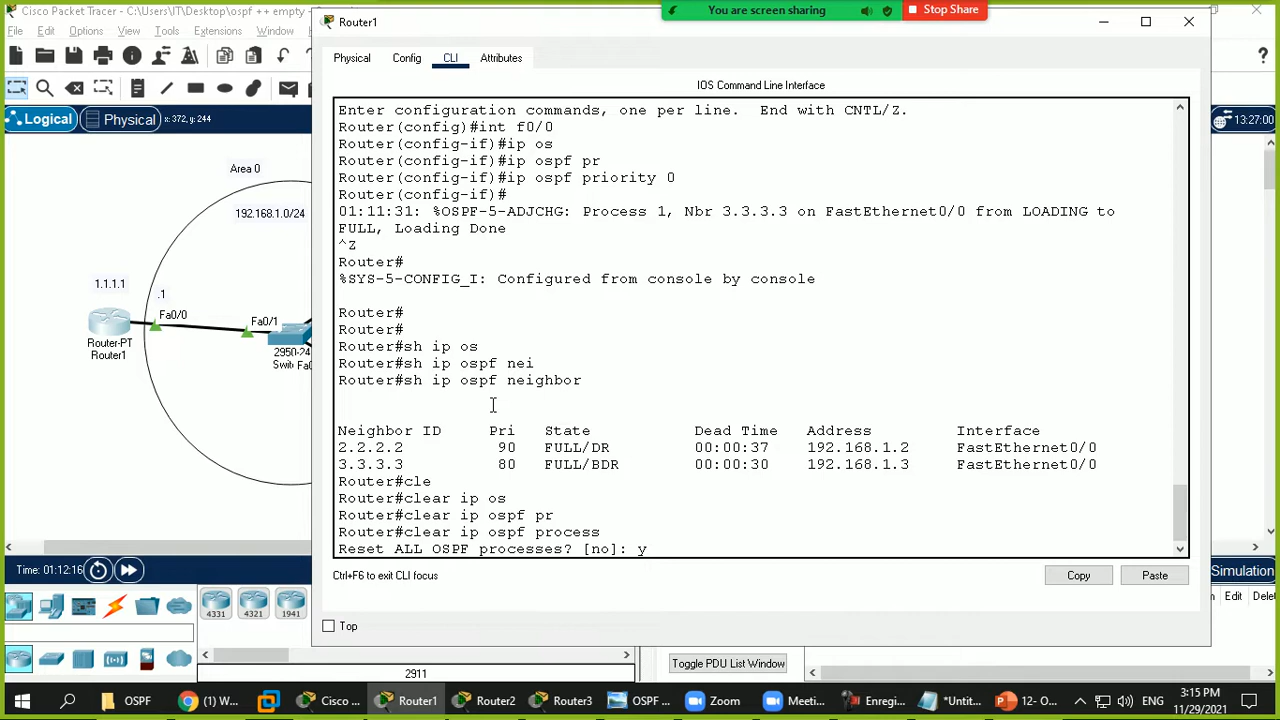 Cisco Packet Tracer - C:\Users\IT\Desktop\ospf ++ empty -
File Edit Options View Tools Extensions Window
Logical Physical x: 372, y: 244
Area 0
192.168.1.0/24
1.1.1.1
.1
Fa0/0
Fa0/1
Router-PT
Router1
2950-24
You are screen sharing Stop Share
Router1
Physical Config CLI Attributes
IOS Command Line Interface
Enter configuration commands, one per line. End with CNTL/Z.
Router(config)#int f0/0
Router(config-if)#ip os
Router(config-if)#ip ospf pr
Router(config-if)#ip ospf priority 0
Router(config-if)#
01:11:31: %OSPF-5-ADJCHG: Process 1, Nbr 3.3.3.3 on FastEthernet0/0 from LOADING to
FULL, Loading Done
^Z
Router#
%SYS-5-CONFIG_I: Configured from console by console
Router#
Router#
Router#sh ip os
Router#sh ip ospf nei
Router#sh ip ospf neighbor
Neighbor ID Pri State Dead Time Address Interface
2.2.2.2 90 FULL/DR 00:00:37 192.168.1.2 FastEthernet0/0
3.3.3.3 80 FULL/BDR 00:00:30 192.168.1.3 FastEthernet0/0
Router#cle
Router#clear ip os
Router#clear ip ospf pr
Router#clear ip ospf process
Reset ALL OSPF processes? [no]: y
Ctrl+F6 to exit CLI focus
Copy Paste
Top
13:27:00
Time: 01:12:16
Simulation
4331 4321 1941
Edit
2911
Toggle PDU List Window
OSPF (1) W... Cisco ... Router1 Router2 Router3 OSPF ... Zoom Meeti... Enreg... *Untit... 12- O...
ENG
3:15 PM
11/29/2021